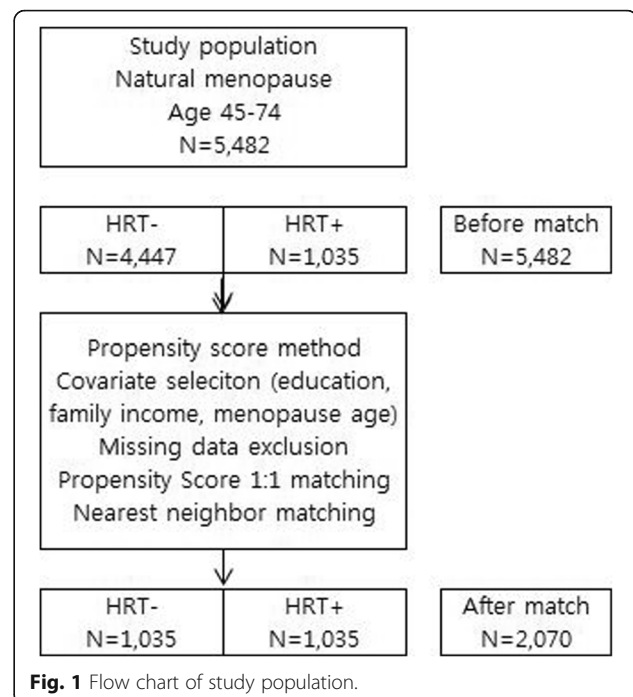 Study population
Natural menopause
Age 45-74
N=5,482
HRT-
N=4,447
HRT+
N=1,035
Before match
N=5,482
Propensity score method
Covariate seleciton (education,
family income, menopause age)
Missing data exclusion
Propensity Score 1:1 matching
Nearest neighbor matching
HRT-
N=1,035
HRT+
N=1,035
After match
N=2,070
Fig. 1 Flow chart of study population.